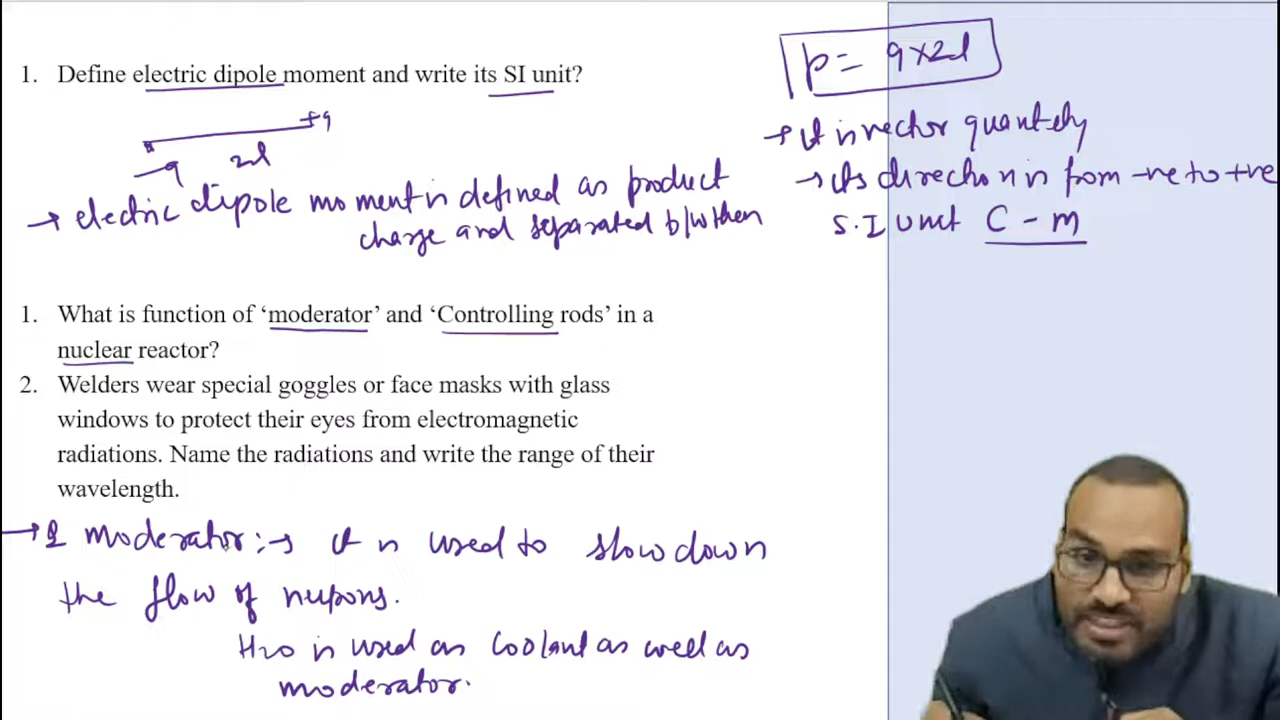 1. Define electric dipole moment and write its SI unit?
+q
-q 2l
→ electric dipole moment is defined as product
charge and separated b/w then
p = q×2l
→ it is vector quantity
→ its direction is from -ve to +ve
S.I unit C - m
1. What is function of ‘moderator’ and ‘Controlling rods’ in a
nuclear reactor?
2. Welders wear special goggles or face masks with glass
windows to protect their eyes from electromagnetic
radiations. Name the radiations and write the range of their
wavelength.
→ moderator :→ it is used to slow down
the flow of
H2O is used as coolant as well as
moderator.